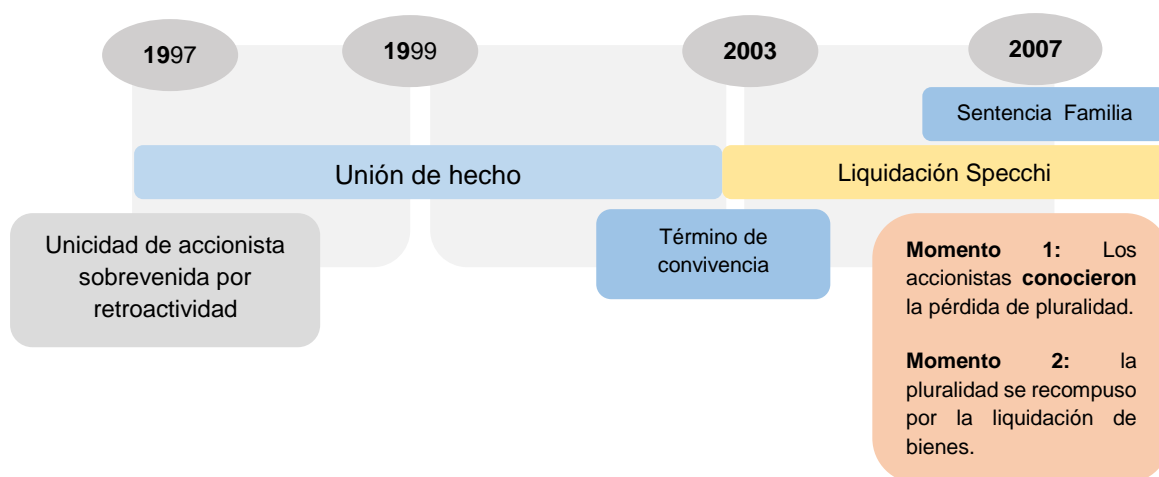 1997
1999
2003
2007
Sentencia Familia
Unión de hecho
Liquidación Specchi
Unicidad de accionista
sobrevenida por
retroactividad
Término de
convivencia
Momento 1: Los
accionistas conocieron
la pérdida de pluralidad.
Momento 2: la
pluralidad se recompuso
por la liquidación de
bienes.